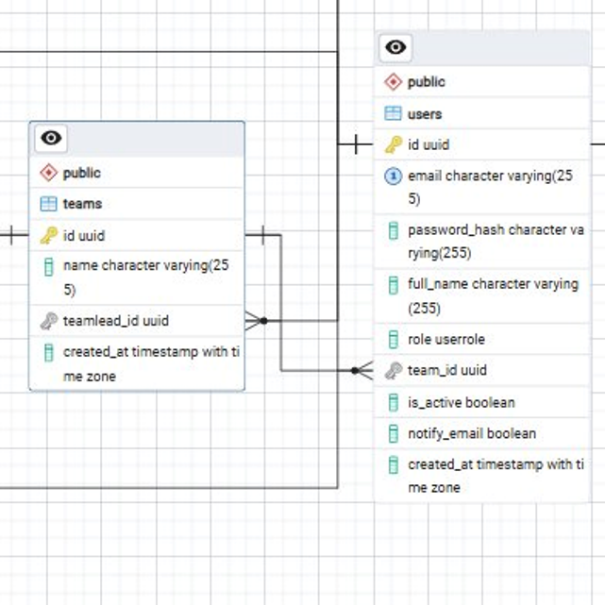 public
teams
id uuid
name character varying(25
5)
teamlead_id uuid
created_at timestamp with ti
me zone
public
users
id uuid
1
email character varying(25
5)
password_hash character va
rying(255)
full_name character varying
(255)
role userrole
team_id uuid
is_active boolean
notify_email boolean
created_at timestamp with ti
me zone